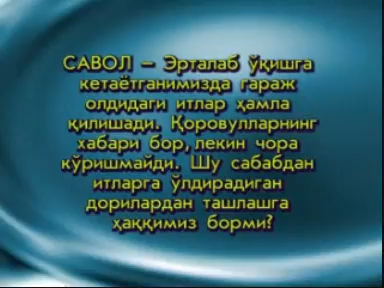 САВОЛ – Эрталаб ўқишга
кетаётганимизда гараж
олдидаги итлар ҳамла
қилишади. Қоровулларнинг
хабари бор, лекин чора
кўришмайди. Шу сабабдан
итларга ўлдирадиган
дорилардан ташлашга
ҳаққимиз борми?